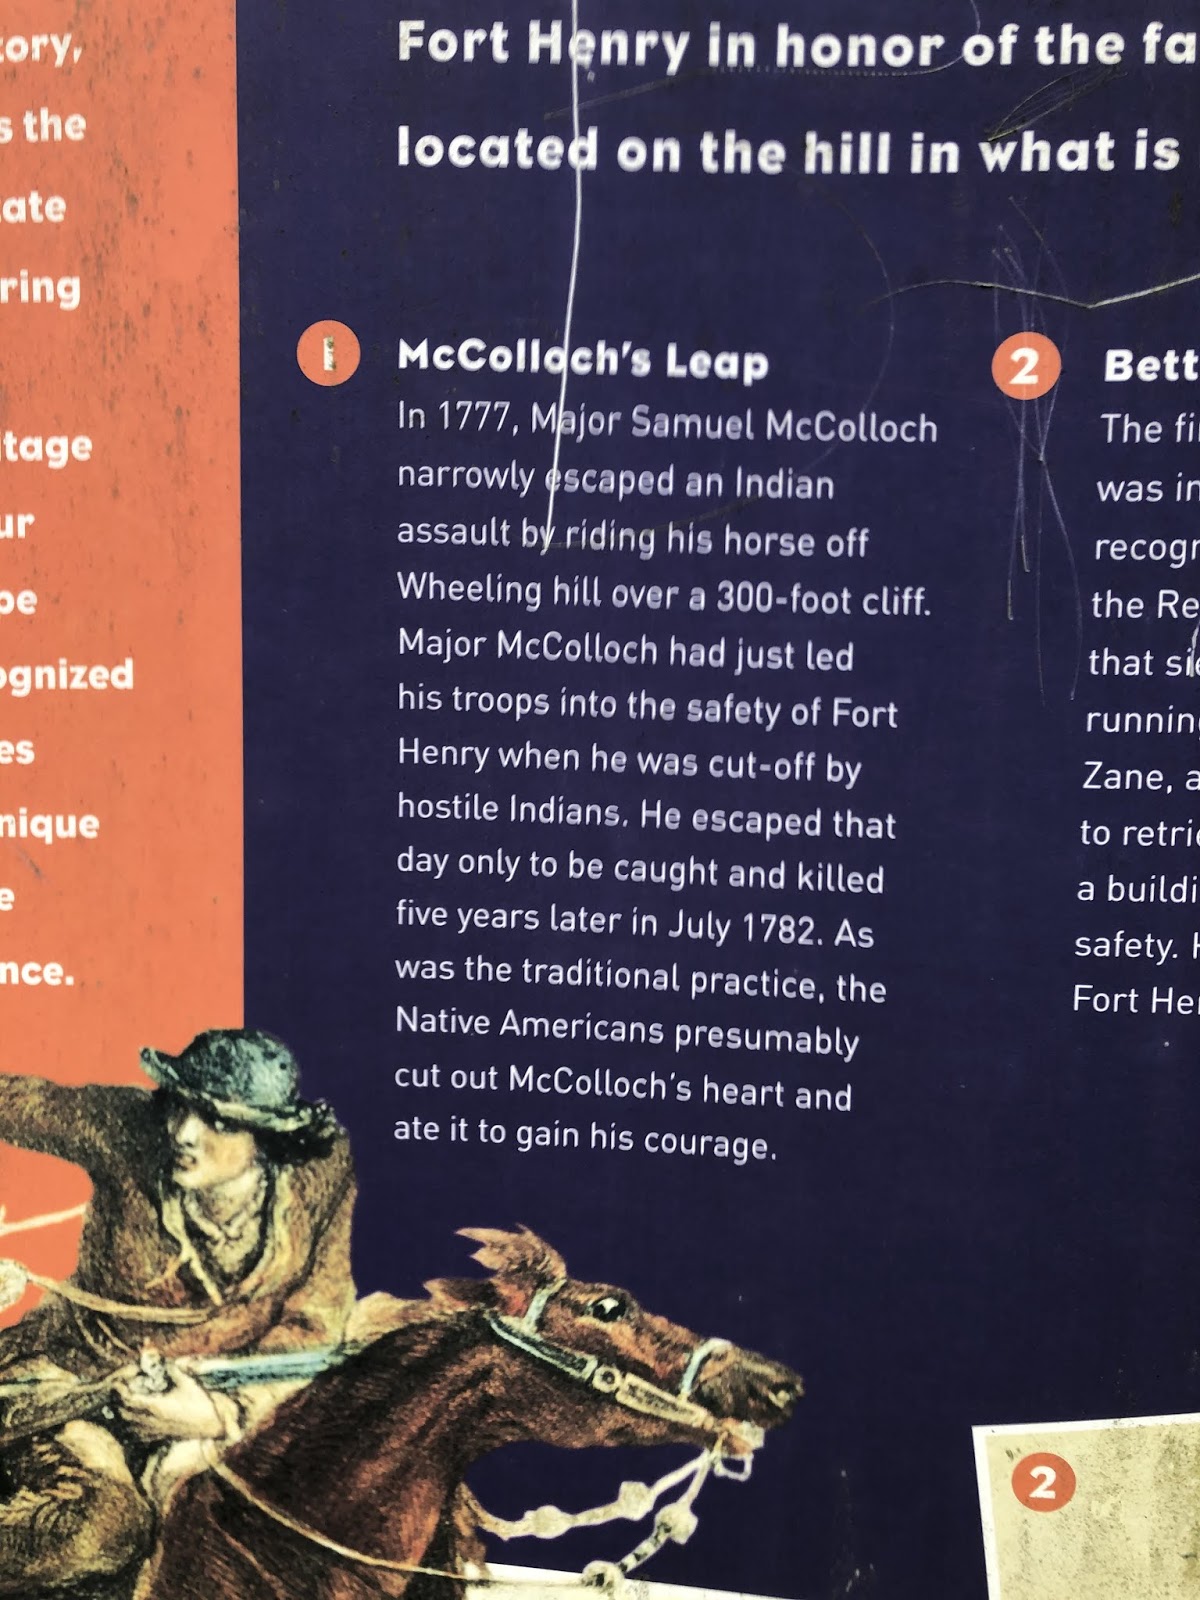 tory,
s the
tate
ring
itage
ur
pe
ognized
es
nique
e
nce.
Fort Henry in honor of the fa
located on the hill in what is
1 McColloch's Leap
In 1777, Major Samuel McColloch
narrowly escaped an Indian
assault by riding his horse off
Wheeling hill over a 300-foot cliff.
Major McColloch had just led
his troops into the safety of Fort
Henry when he was cut-off by
hostile Indians. He escaped that
day only to be caught and killed
five years later in July 1782. As
was the traditional practice, the
Native Americans presumably
cut out McColloch's heart and
ate it to gain his courage.
2 Bett
The fi
was in
recogn
the Re
that sie
running
Zane, a
to retrie
a buildi
safety. H
Fort Hen
2